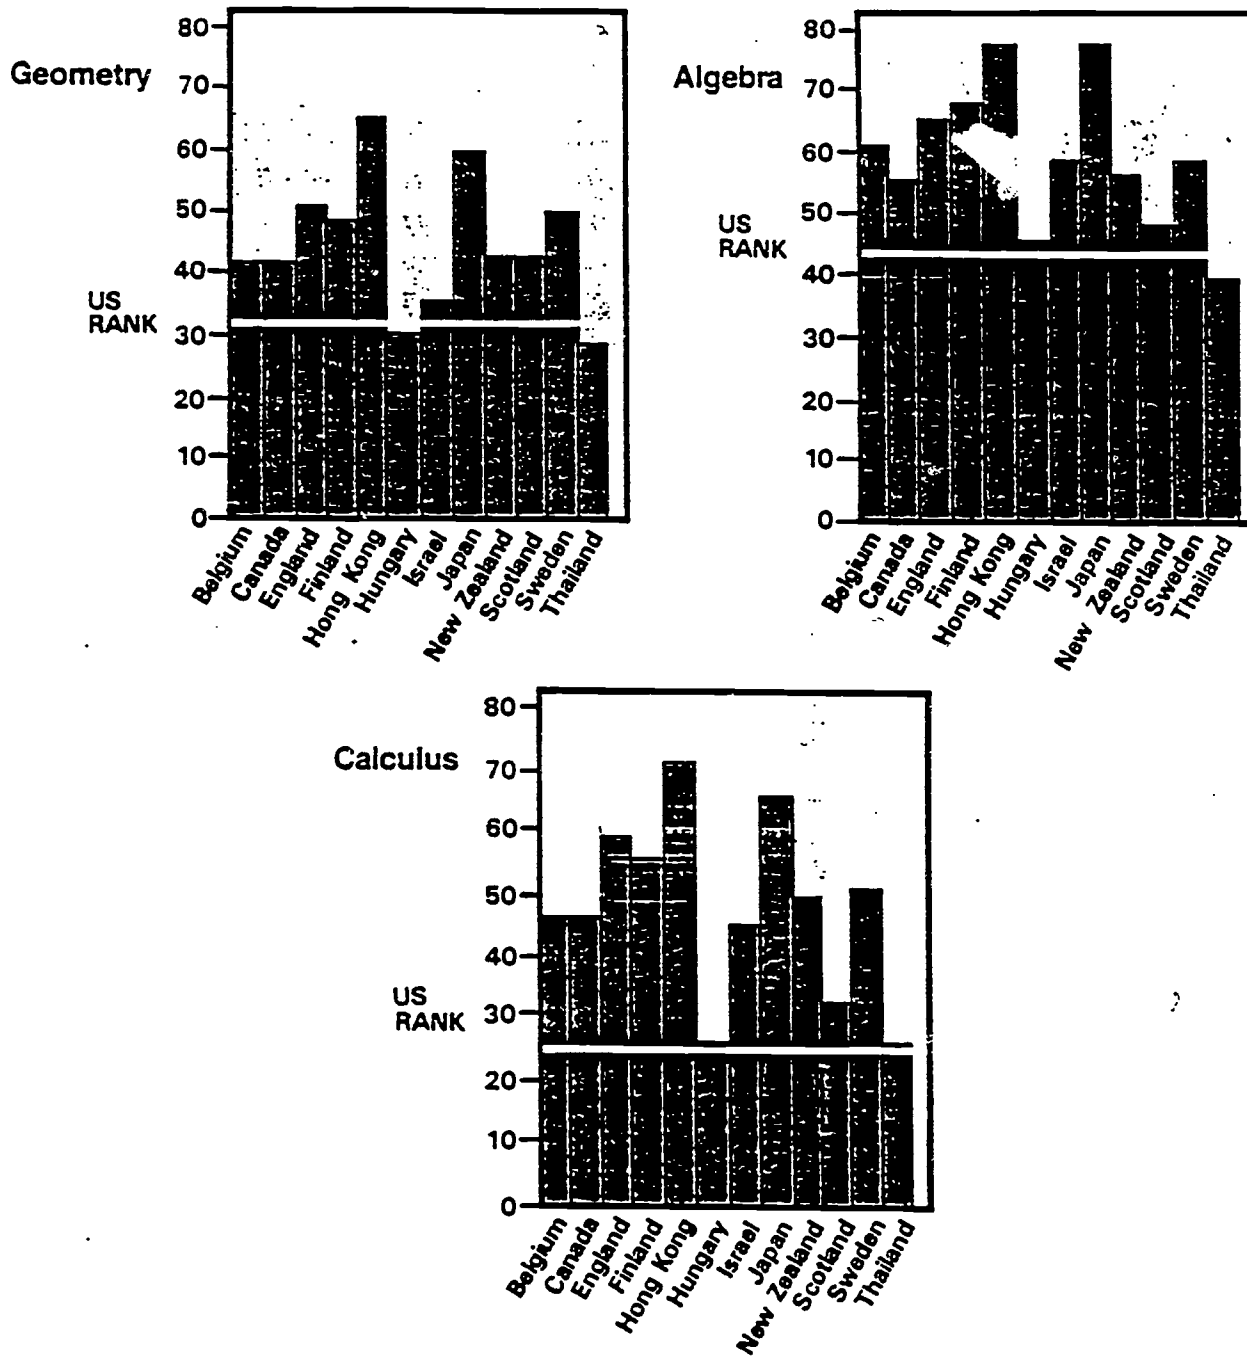 Geometry
80
70
60
50
40
30
20
10
0
US
RANK
Belgium
Canada
England
Finland
Hong Kong
Hungary
Israel
Japan
New Zealand
Scotland
Sweden
Thailand
Algebra
80
70
60
50
40
30
20
10
0
US
RANK
Belgium
Canada
England
Finland
Hong Kong
Hungary
Israel
Japan
New Zealand
Scotland
Sweden
Thailand
Calculus
80
70
60
50
40
30
20
10
0
US
RANK
Belgium
Canada
England
Finland
Hong Kong
Hungary
Israel
Japan
New Zealand
Scotland
Sweden
Thailand